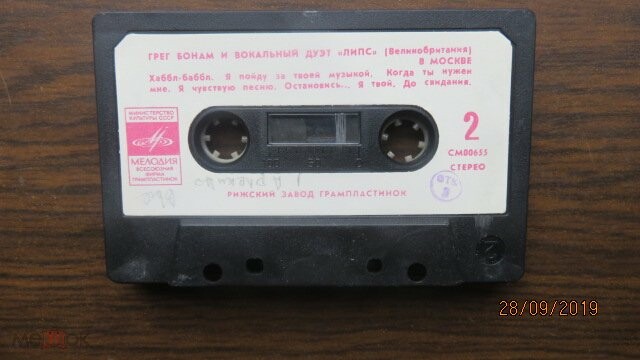 ГРЕГ БОНАМ И ВОКАЛЬНЫЙ ДУЭТ «ЛИПС» (Великобритания)
В МОСКВЕ
Хаббл-баббл. Я пойду за твоей музыкой. Когда ты нужен
мне. Я чувствую песню. Остановись... Я твой. До свидания.
МИНИСТЕРСТВО
КУЛЬТУРЫ СССР
МЕЛОДИЯ
ВСЕСОЮЗНАЯ
ФИРМА
ГРАМПЛАСТИНОК
2
СМ00655
СТЕРЕО
РИЖСКИЙ ЗАВОД ГРАМПЛАСТИНОК
ОТК
28/09/2019
мешок